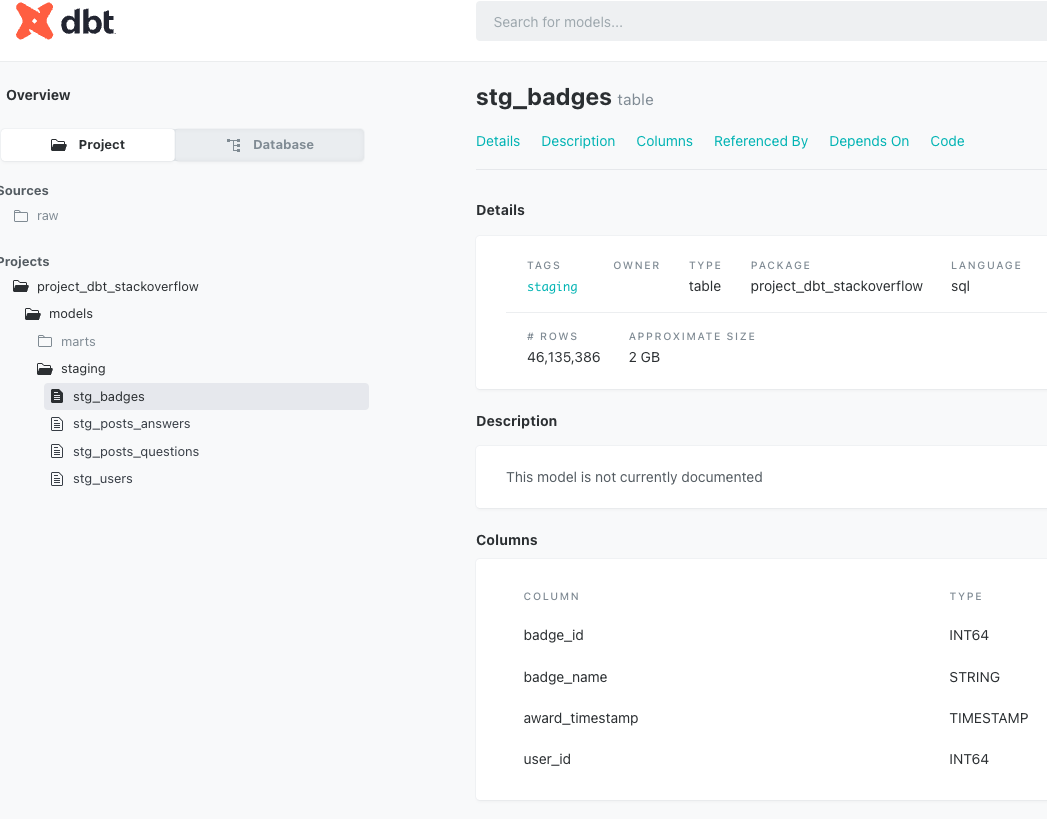 dbt
Search for models...
Overview
Project
Database
Sources
raw
Projects
project_dbt_stackoverflow
models
marts
staging
stg_badges
stg_posts_answers
stg_posts_questions
stg_users
stg_badges table
Details Description Columns Referenced By Depends On Code
Details
TAGS OWNER TYPE PACKAGE LANGUAGE
staging table project_dbt_stackoverflow sql
# ROWS APPROXIMATE SIZE
46,135,386 2 GB
Description
This model is not currently documented
Columns
COLUMN TYPE
badge_id INT64
badge_name STRING
award_timestamp TIMESTAMP
user_id INT64